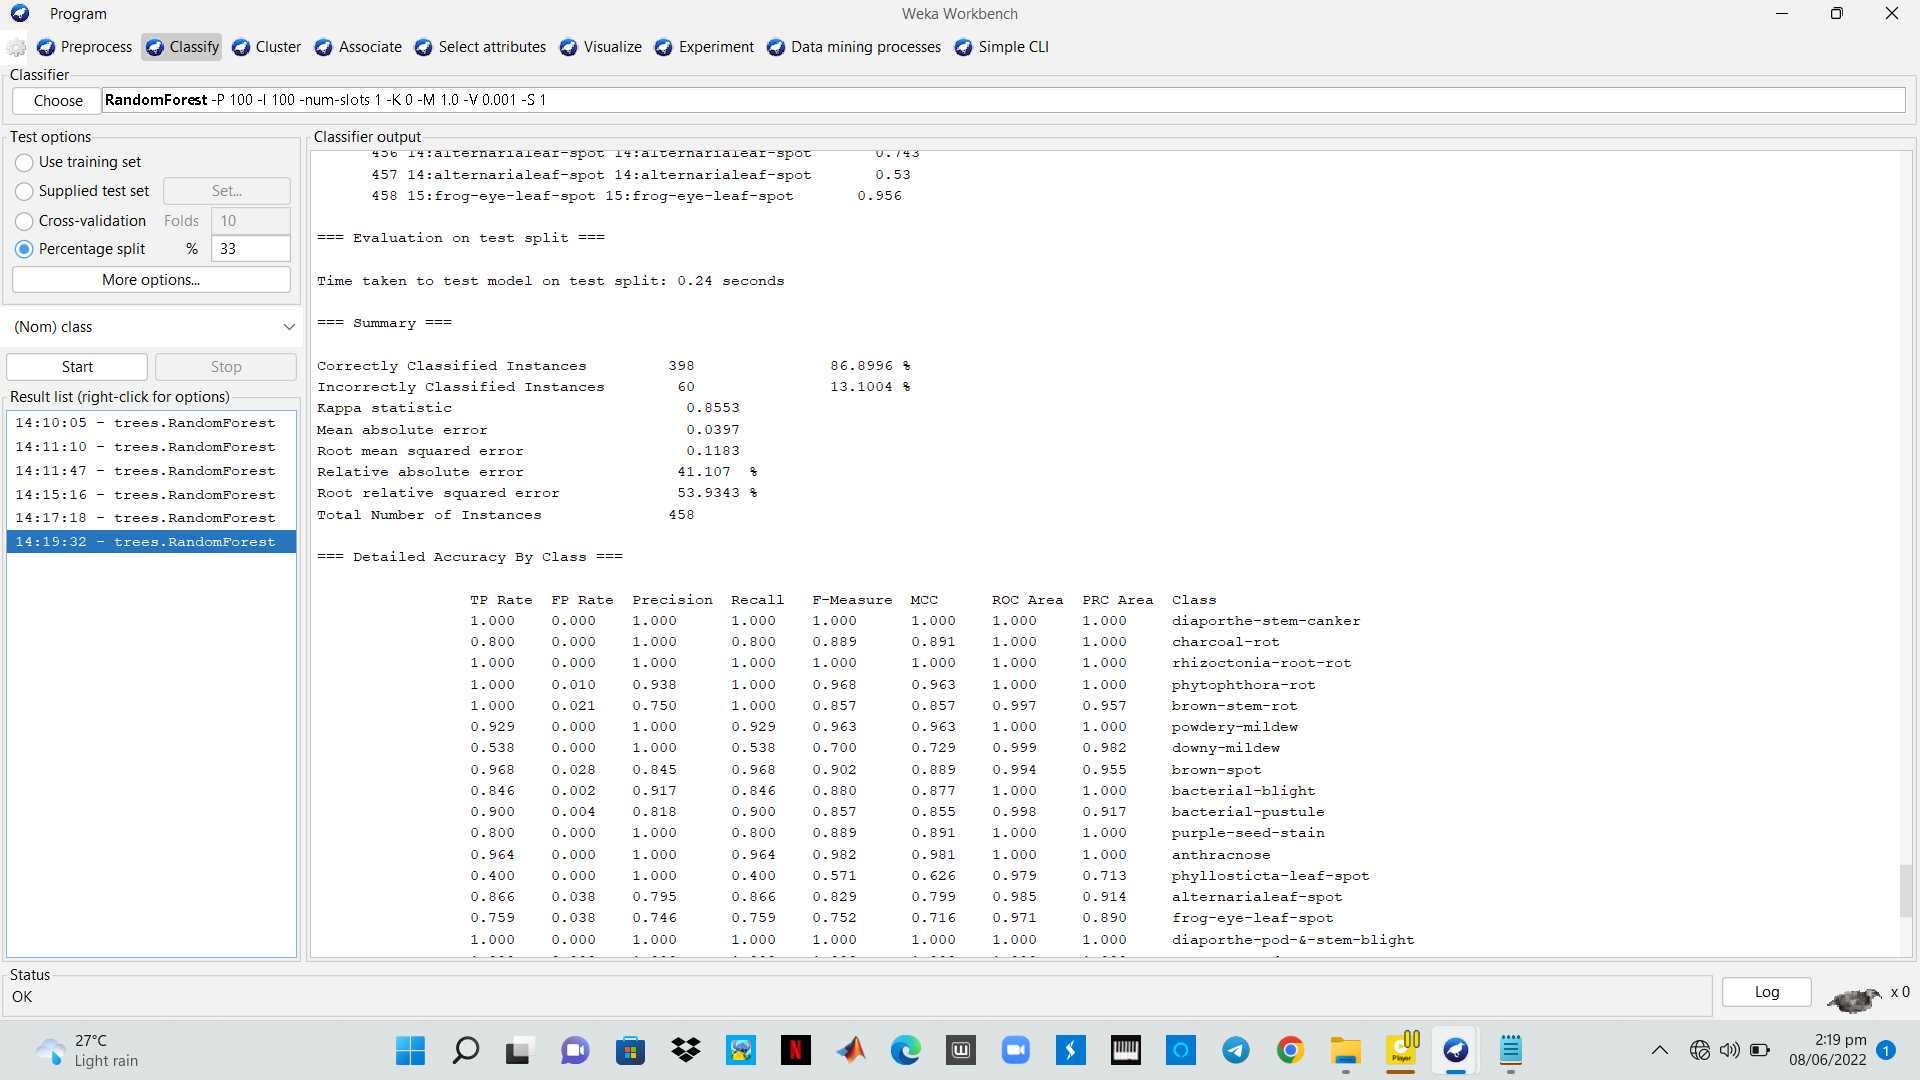 Program
Weka Workbench
Preprocess Classify Cluster Associate Select attributes Visualize Experiment Data mining processes Simple CLI
Classifier
Choose RandomForest -P 100 -I 100 -num-slots 1 -K 0 -M 1.0 -V 0.001 -S 1
Test options
Use training set
Supplied test set Set...
Cross-validation Folds 10
Percentage split % 33
More options...
(Nom) class
Start Stop
Result list (right-click for options)
14:10:05 - trees.RandomForest
14:11:10 - trees.RandomForest
14:11:47 - trees.RandomForest
14:15:16 - trees.RandomForest
14:17:18 - trees.RandomForest
14:19:32 - trees.RandomForest
Classifier output
456 14:alternarialeaf-spot 14:alternarialeaf-spot 0.743
457 14:alternarialeaf-spot 14:alternarialeaf-spot 0.53
458 15:frog-eye-leaf-spot 15:frog-eye-leaf-spot 0.956
=== Evaluation on test split ===
Time taken to test model on test split: 0.24 seconds
=== Summary ===
Correctly Classified Instances 398 86.8996 %
Incorrectly Classified Instances 60 13.1004 %
Kappa statistic 0.8553
Mean absolute error 0.0397
Root mean squared error 0.1183
Relative absolute error 41.107 %
Root relative squared error 53.9343 %
Total Number of Instances 458
=== Detailed Accuracy By Class ===
TP Rate FP Rate Precision Recall F-Measure MCC ROC Area PRC Area Class
1.000 0.000 1.000 1.000 1.000 1.000 1.000 1.000 diaporthe-stem-canker
0.800 0.000 1.000 0.800 0.889 0.891 1.000 1.000 charcoal-rot
1.000 0.000 1.000 1.000 1.000 1.000 1.000 1.000 rhizoctonia-root-rot
1.000 0.010 0.938 1.000 0.968 0.963 1.000 1.000 phytophthora-rot
1.000 0.021 0.750 1.000 0.857 0.857 0.997 0.957 brown-stem-rot
0.929 0.000 1.000 0.929 0.963 0.963 1.000 1.000 powdery-mildew
0.538 0.000 1.000 0.538 0.700 0.729 0.999 0.982 downy-mildew
0.968 0.028 0.845 0.968 0.902 0.889 0.994 0.955 brown-spot
0.846 0.002 0.917 0.846 0.880 0.877 1.000 1.000 bacterial-blight
0.900 0.004 0.818 0.900 0.857 0.855 0.998 0.917 bacterial-pustule
0.800 0.000 1.000 0.800 0.889 0.891 1.000 1.000 purple-seed-stain
0.964 0.000 1.000 0.964 0.982 0.981 1.000 1.000 anthracnose
0.400 0.000 1.000 0.400 0.571 0.626 0.979 0.713 phyllosticta-leaf-spot
0.866 0.038 0.795 0.866 0.829 0.799 0.985 0.914 alternarialeaf-spot
0.759 0.038 0.746 0.759 0.752 0.716 0.971 0.890 frog-eye-leaf-spot
1.000 0.000 1.000 1.000 1.000 1.000 1.000 1.000 diaporthe-pod-&-stem-blight
Status
OK
Log x 0
27°C
Light rain
Player
2:19 pm
08/06/2022
1